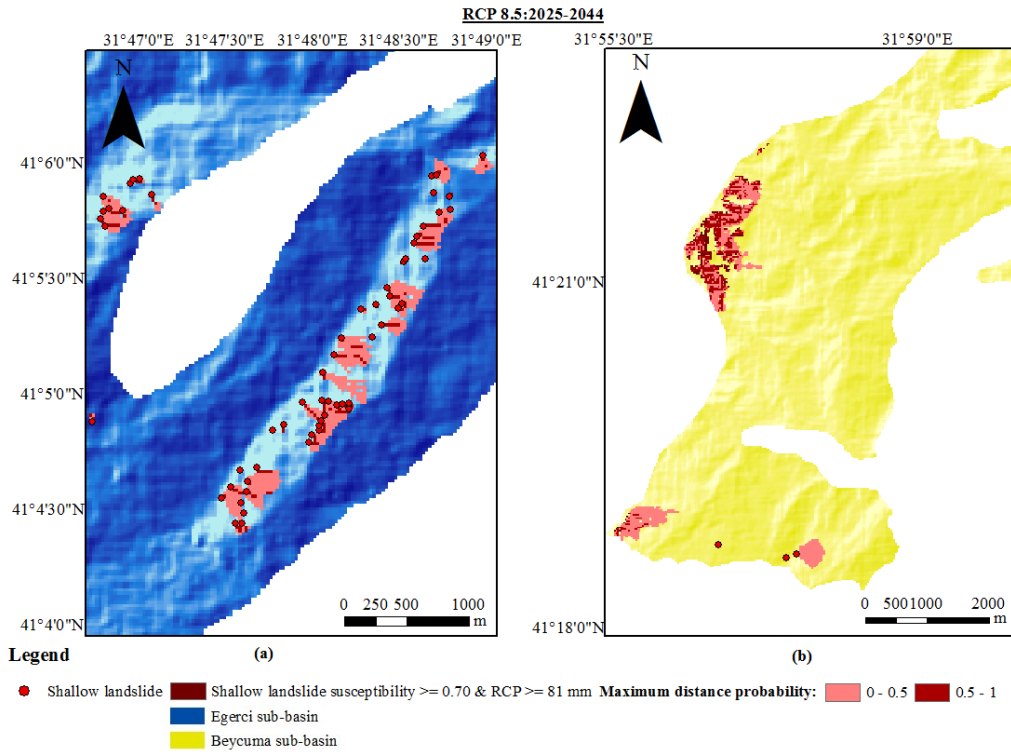 RCP 8.5:2025-2044
31°47'0"E 31°47'30"E 31°48'0"E 31°48'30"E 31°49'0"E
31°55'30"E 31°59'0"E
N
N
41°6'0"N
41°5'30"N
41°5'0"N
41°4'30"N
41°4'0"N
41°21'0"N
41°18'0"N
0 250 500 1000
m
0 500 1000 2000
m
Legend
(a)
(b)
Shallow landslide
Shallow landslide susceptibility >= 0.70 & RCP >= 81 mm
Maximum distance probability:
0 - 0.5
0.5 - 1
Egerci sub-basin
Beycuma sub-basin